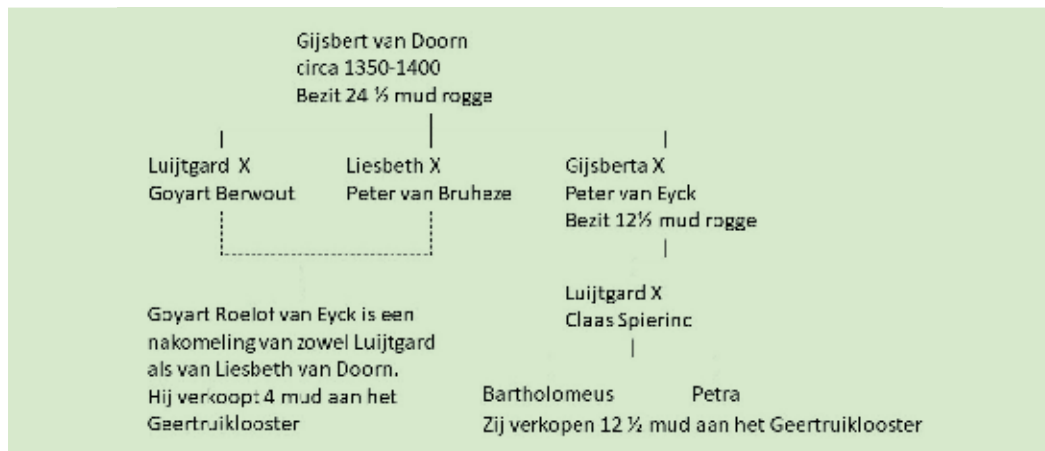 Gijsbert van Doorn
circa 1350-1400
Bezit 24 ½ mud rogge
Luijtgard X
Goyart Berwout
Liesbeth X
Peter van Bruheze
Gijsberta X
Peter van Eyck
Bezit 12½ mud rogge
Luijtgard X
Claas Spierinc
Goyart Roelof van Eyck is een
nakomeling van zowel Luijtgard
als van Liesbeth van Doorn.
Hij verkoopt 4 mud aan het
Geertruiklooster
Bartholomeus Petra
Zij verkopen 12 ½ mud aan het Geertruiklooster